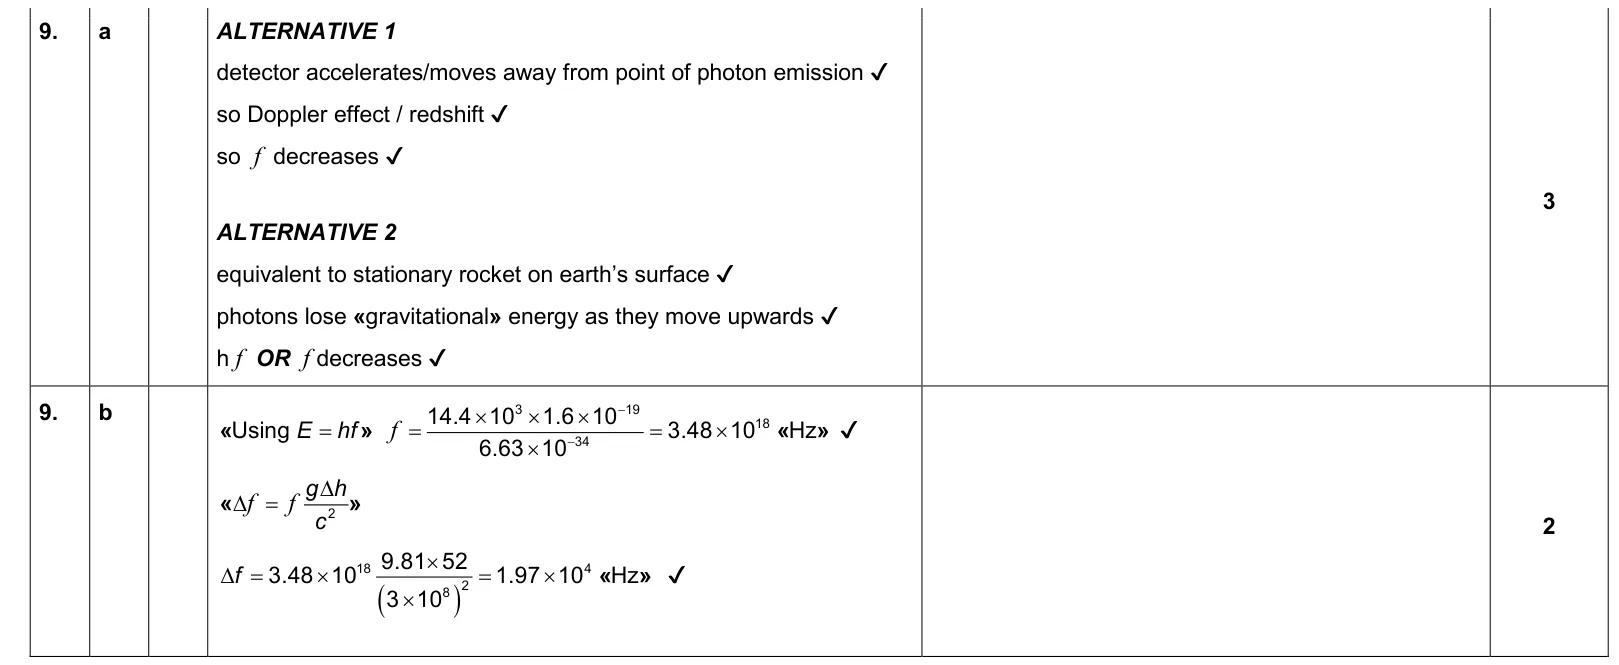 9. a ALTERNATIVE 1
detector accelerates/moves away from point of photon emission ✓
so Doppler effect / redshift ✓
so f decreases ✓
3
ALTERNATIVE 2
equivalent to stationary rocket on earth’s surface ✓
photons lose «gravitational» energy as they move upwards ✓
hf OR f decreases ✓
9. b «Using E = hf» f = (14.4×10³ ×1.6×10⁻¹⁹)/(6.63×10⁻³⁴) = 3.48×10¹⁸ «Hz» ✓
«Δf = f gΔh/c²»
2
Δf = 3.48×10¹⁸ (9.81×52)/(3×10⁸)² = 1.97×10⁴ «Hz» ✓